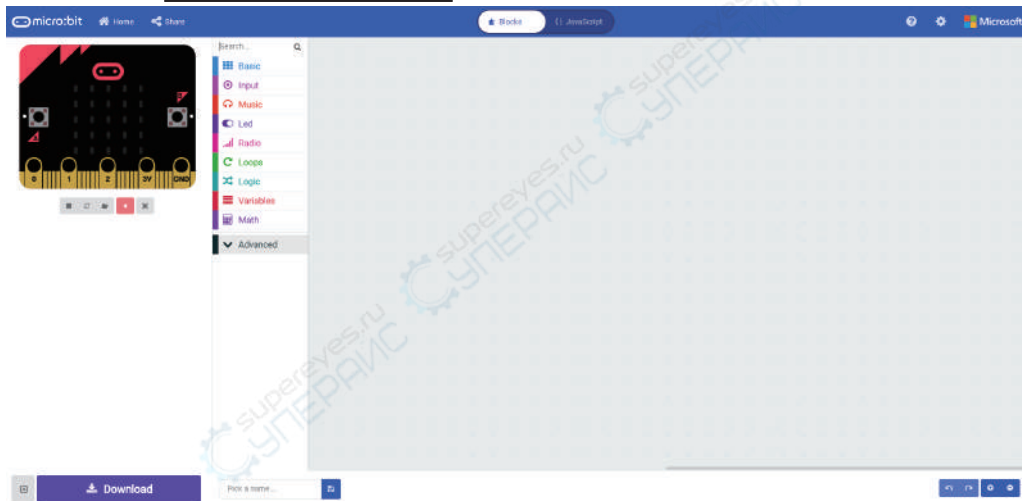 micro:bit Home Share Blocks {} JavaScript Microsoft
Search...
Basic
Input
Music
Led
Radio
Loops
Logic
Variables
Math
Advanced
0 1 2 3V GND
Download
Pick a name...
supereyes.ru
СУПЕРАЙС
supereyes.ru
СУПЕРАЙС
supereyes.ru
СУПЕРАЙС